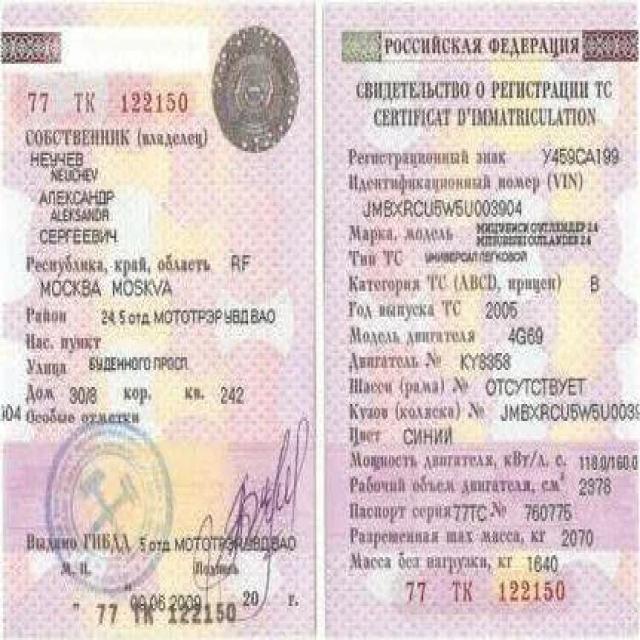 77 ТК 122150
СОБСТВЕННИК (владелец)
НЕУЧЕВ
NEUCHEV
АЛЕКСАНДР
ALEKSANDR
СЕРГЕЕВИЧ
Республика, край, область RF
МОСКВА MOSKVA
Район 24, 5 отд МОТОТРЭР УВД ВАО
Нас. пункт
Улица БУДЕННОГО ПРОСП.
Дом 30/8 кор. кв. 242
Особые отметки
Выдано ГИБДД 5 отд МОТОТРЭР УВД ВАО
М. П. Подпись
" 09.06.2009 20 г.
77 ТК 122150
РОССИЙСКАЯ ФЕДЕРАЦИЯ
СВИДЕТЕЛЬСТВО О РЕГИСТРАЦИИ ТС
CERTIFICAT D'IMMATRICULATION
Регистрационный знак У459СА199
Идентификационный номер (VIN)
JMBXRCU5W5U003904
Марка, модель МИЦУБИСИ OUTLENDER 2.4
MITSUBISHI OUTLANDER 2.4
Тип ТС УНИВЕРСАЛ ЛЕГКОВОЙ
Категория ТС (ABCD, прицеп) B
Год выпуска ТС 2005
Модель двигателя 4G69
Двигатель № KY8358
Шасси (рама) № ОТСУТСТВУЕТ
Кузов (коляска) № JMBXRCU5W5U0039
Цвет СИНИЙ
Мощность двигателя, кВт/л. с. 118.0/160.0
Рабочий объем двигателя, см³ 2378
Паспорт серия 77ТС № 760775
Разрешенная max масса, кг 2070
Масса без нагрузки, кг 1640
77 ТК 122150